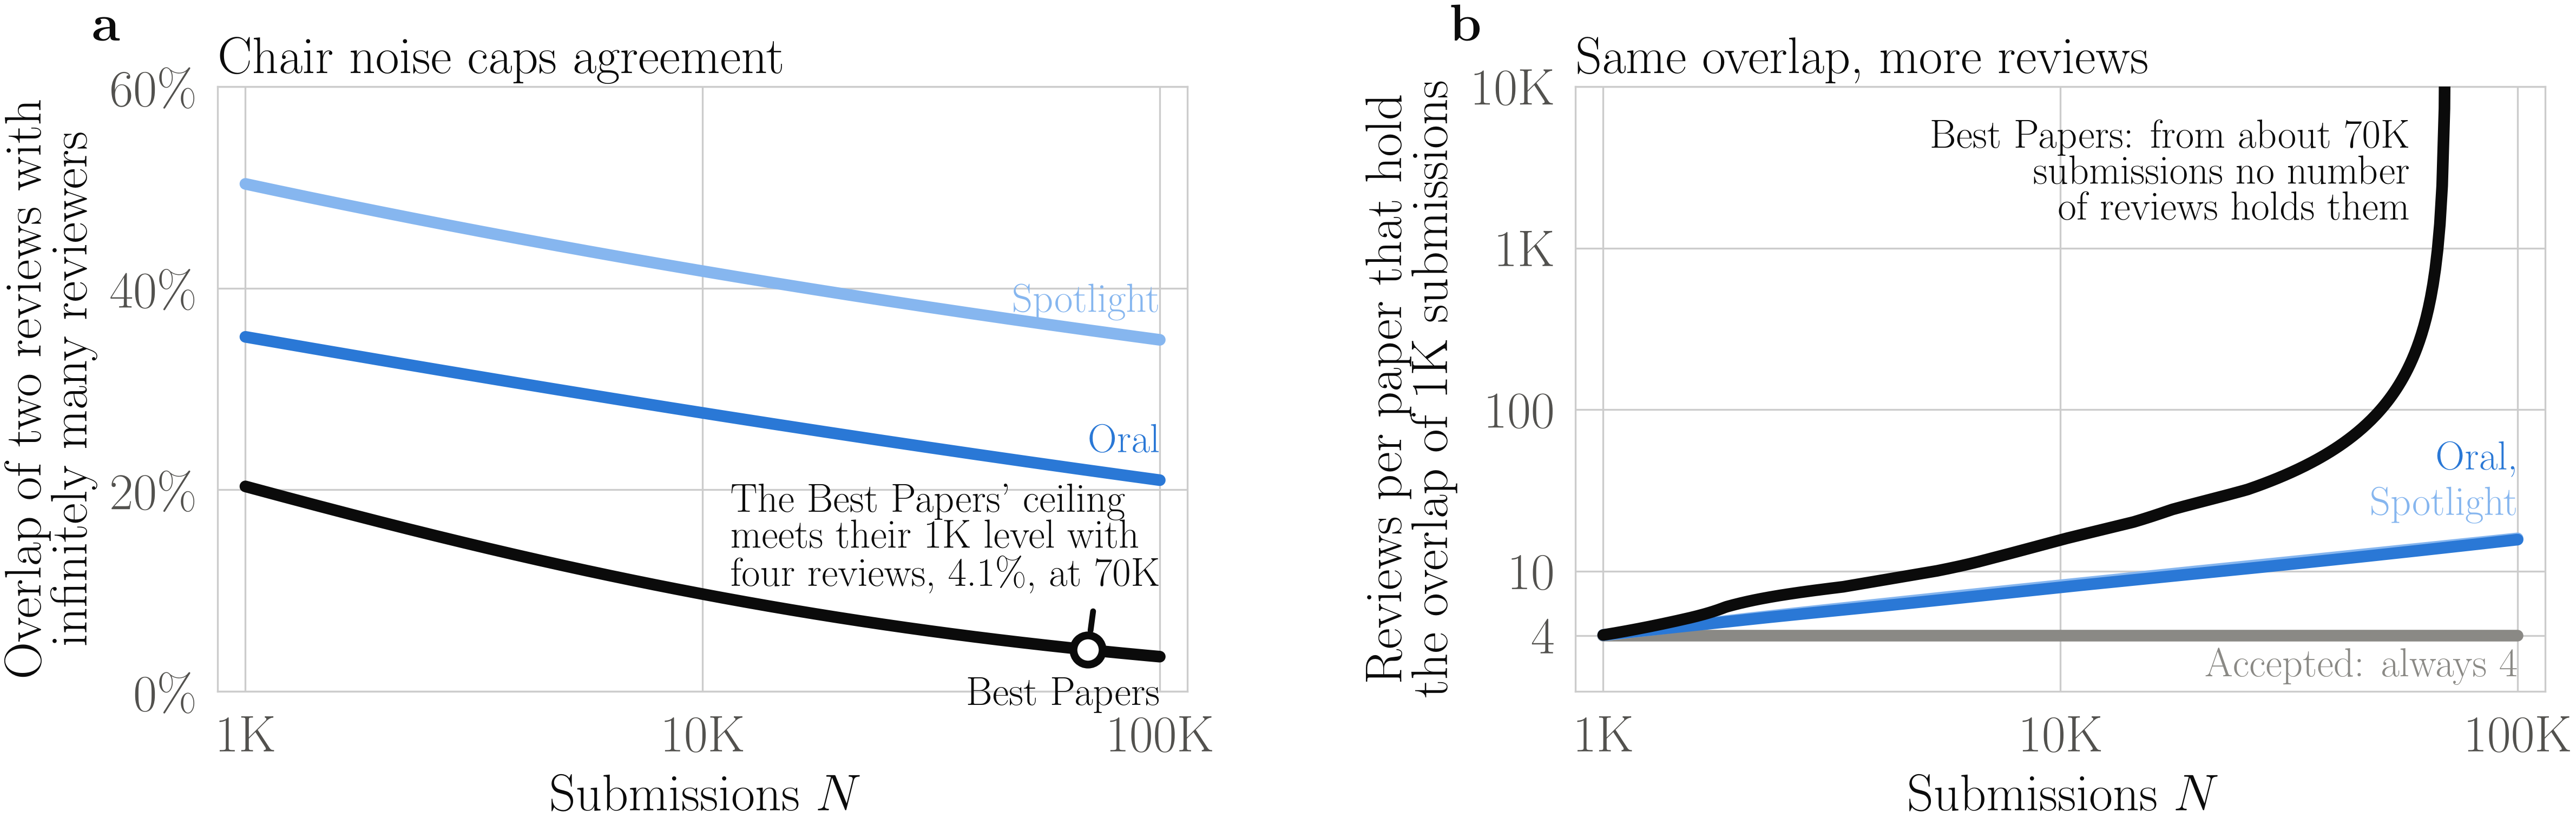 a
Chair noise caps agreement
Overlap of two reviews with
infinitely many reviewers
60%
40%
20%
0%
Spotlight
Oral
The Best Papers' ceiling
meets their 1K level with
four reviews, 4.1%, at 70K
Best Papers
1K
10K
100K
Submissions N
b
Same overlap, more reviews
Reviews per paper that hold
the overlap of 1K submissions
10K
1K
100
10
4
Best Papers: from about 70K
submissions no number
of reviews holds them
Oral,
Spotlight
Accepted: always 4
1K
10K
100K
Submissions N